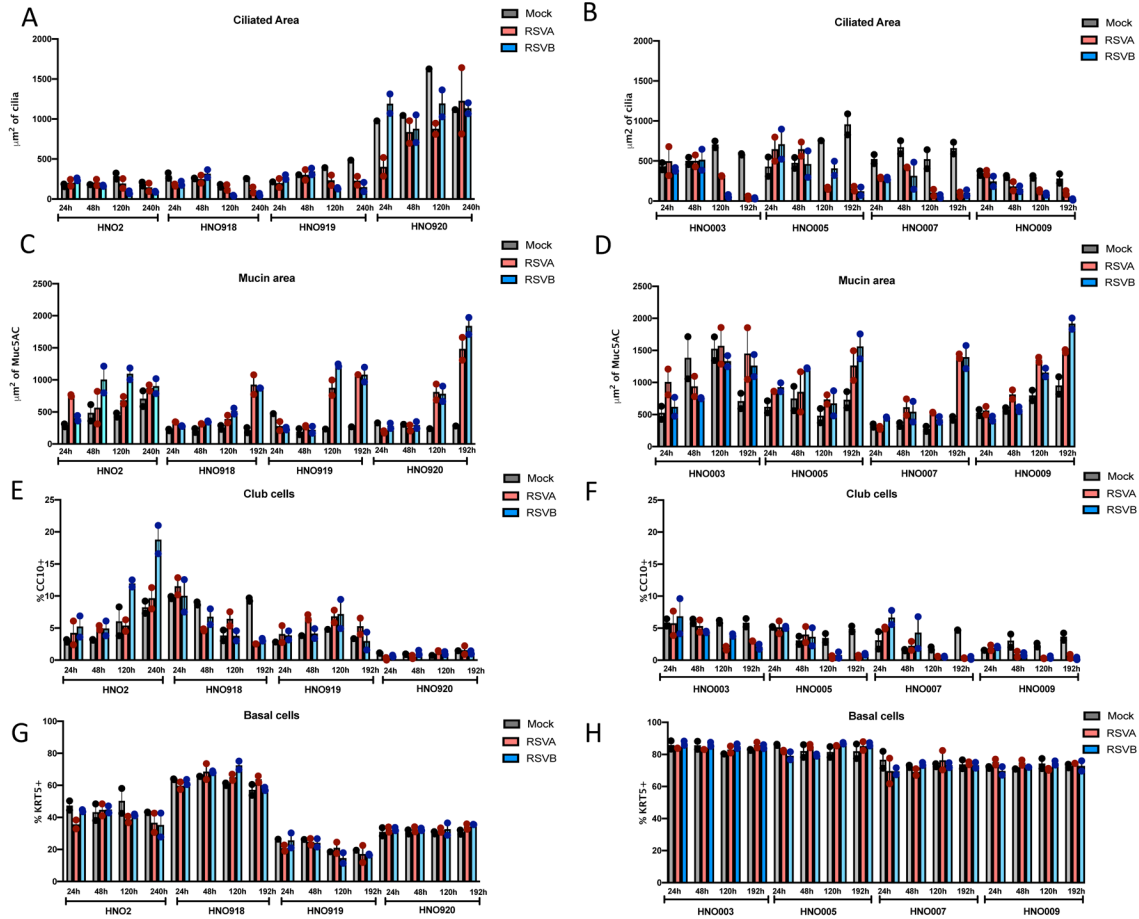 A
Ciliated Area
Mock
RSVA
RSVB
μm² of cilia
2000
1500
1000
500
0
24h 48h 120h 240h 24h 48h 120h 240h 24h 48h 120h 240h 24h 48h 120h 240h
HNO2 HNO918 HNO919 HNO920
B
Ciliated Area
Mock
RSVA
RSVB
μm2 of cilia
2000
1500
1000
500
0
24h 48h 120h 192h 24h 48h 120h 192h 24h 48h 120h 192h 24h 48h 120h 192h
HNO003 HNO005 HNO007 HNO009
C
Mucin area
Mock
RSVA
RSVB
μm² of Muc5AC
2500
2000
1500
1000
500
0
24h 48h 120h 240h 24h 48h 120h 192h 24h 48h 120h 192h 24h 48h 120h 192h
HNO2 HNO918 HNO919 HNO920
D
Mucin area
Mock
RSVA
RSVB
μm² of Muc5AC
2500
2000
1500
1000
500
0
24h 48h 120h 192h 24h 48h 120h 192h 24h 48h 120h 192h 24h 48h 120h 192h
HNO003 HNO005 HNO007 HNO009
E
Club cells
Mock
RSVA
RSVB
% CC10+
25
20
15
10
5
0
24h 48h 120h 240h 24h 48h 120h 192h 24h 48h 120h 192h 24h 48h 120h 192h
HNO2 HNO918 HNO919 HNO920
F
Club cells
Mock
RSVA
RSVB
% CC10+
25
20
15
10
5
0
24h 48h 120h 192h 24h 48h 120h 192h 24h 48h 120h 192h 24h 48h 120h 192h
HNO003 HNO005 HNO007 HNO009
G
Basal cells
Mock
RSVA
RSVB
% KRT5+
100
80
60
40
20
0
24h 48h 120h 240h 24h 48h 120h 192h 24h 48h 120h 192h 24h 48h 120h 192h
HNO2 HNO918 HNO919 HNO920
H
Basal cells
Mock
RSVA
RSVB
% KRT5+
100
80
60
40
20
0
24h 48h 120h 192h 24h 48h 120h 192h 24h 48h 120h 192h 24h 48h 120h 192h
HNO003 HNO005 HNO007 HNO009